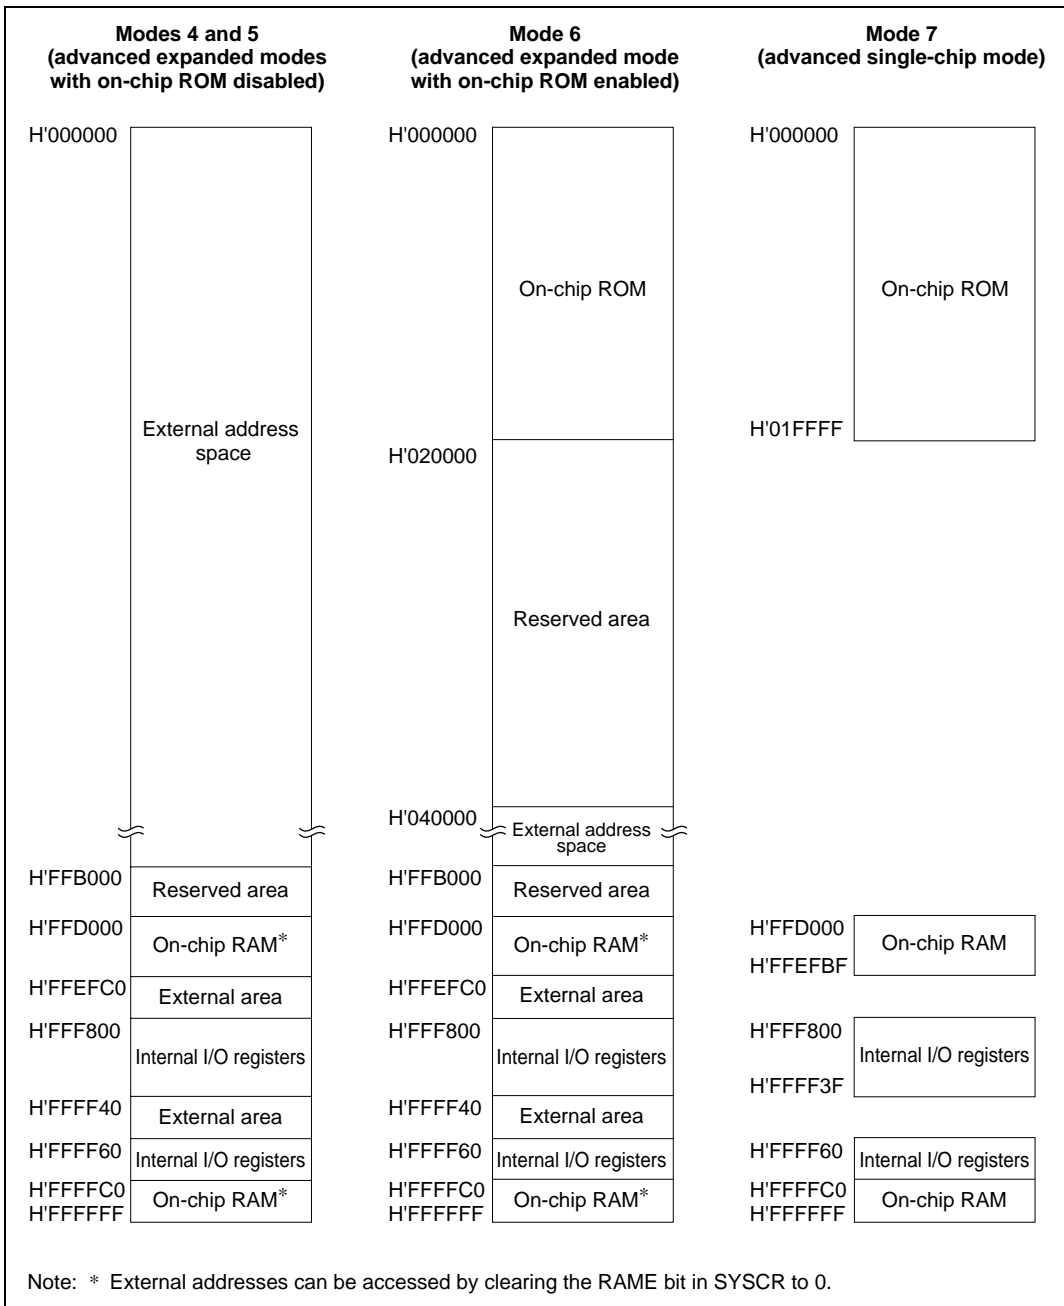 Modes 4 and 5
(advanced expanded modes
with on-chip ROM disabled)
H'000000
External address
space
H'FFB000
Reserved area
H'FFD000
On-chip RAM*
H'FFEFC0
External area
H'FFF800
Internal I/O registers
H'FFFF40
External area
H'FFFF60
Internal I/O registers
H'FFFFC0
On-chip RAM*
H'FFFFFF
Mode 6
(advanced expanded mode
with on-chip ROM enabled)
H'000000
On-chip ROM
H'020000
Reserved area
H'040000
External address
space
H'FFB000
Reserved area
H'FFD000
On-chip RAM*
H'FFEFC0
External area
H'FFF800
Internal I/O registers
H'FFFF40
External area
H'FFFF60
Internal I/O registers
H'FFFFC0
On-chip RAM*
H'FFFFFF
Mode 7
(advanced single-chip mode)
H'000000
On-chip ROM
H'01FFFF
H'FFD000
On-chip RAM
H'FFEFBF
H'FFF800
Internal I/O registers
H'FFFF3F
H'FFFF60
Internal I/O registers
H'FFFFC0
On-chip RAM
H'FFFFFF
Note: * External addresses can be accessed by clearing the RAME bit in SYSCR to 0.